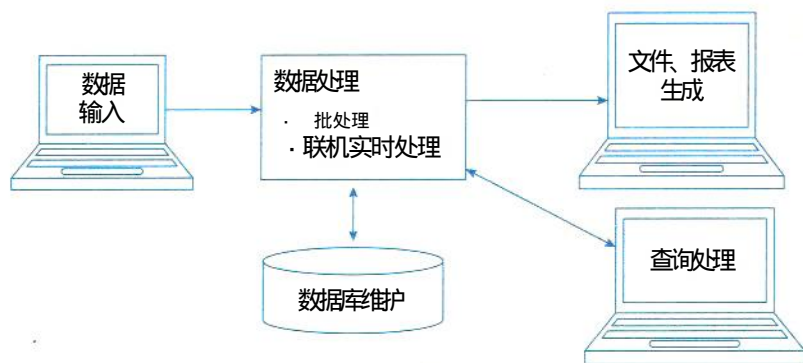 数据
输入
数据处理
· 批处理
·联机实时处理
文件、报表
生成
数据库维护
查询处理